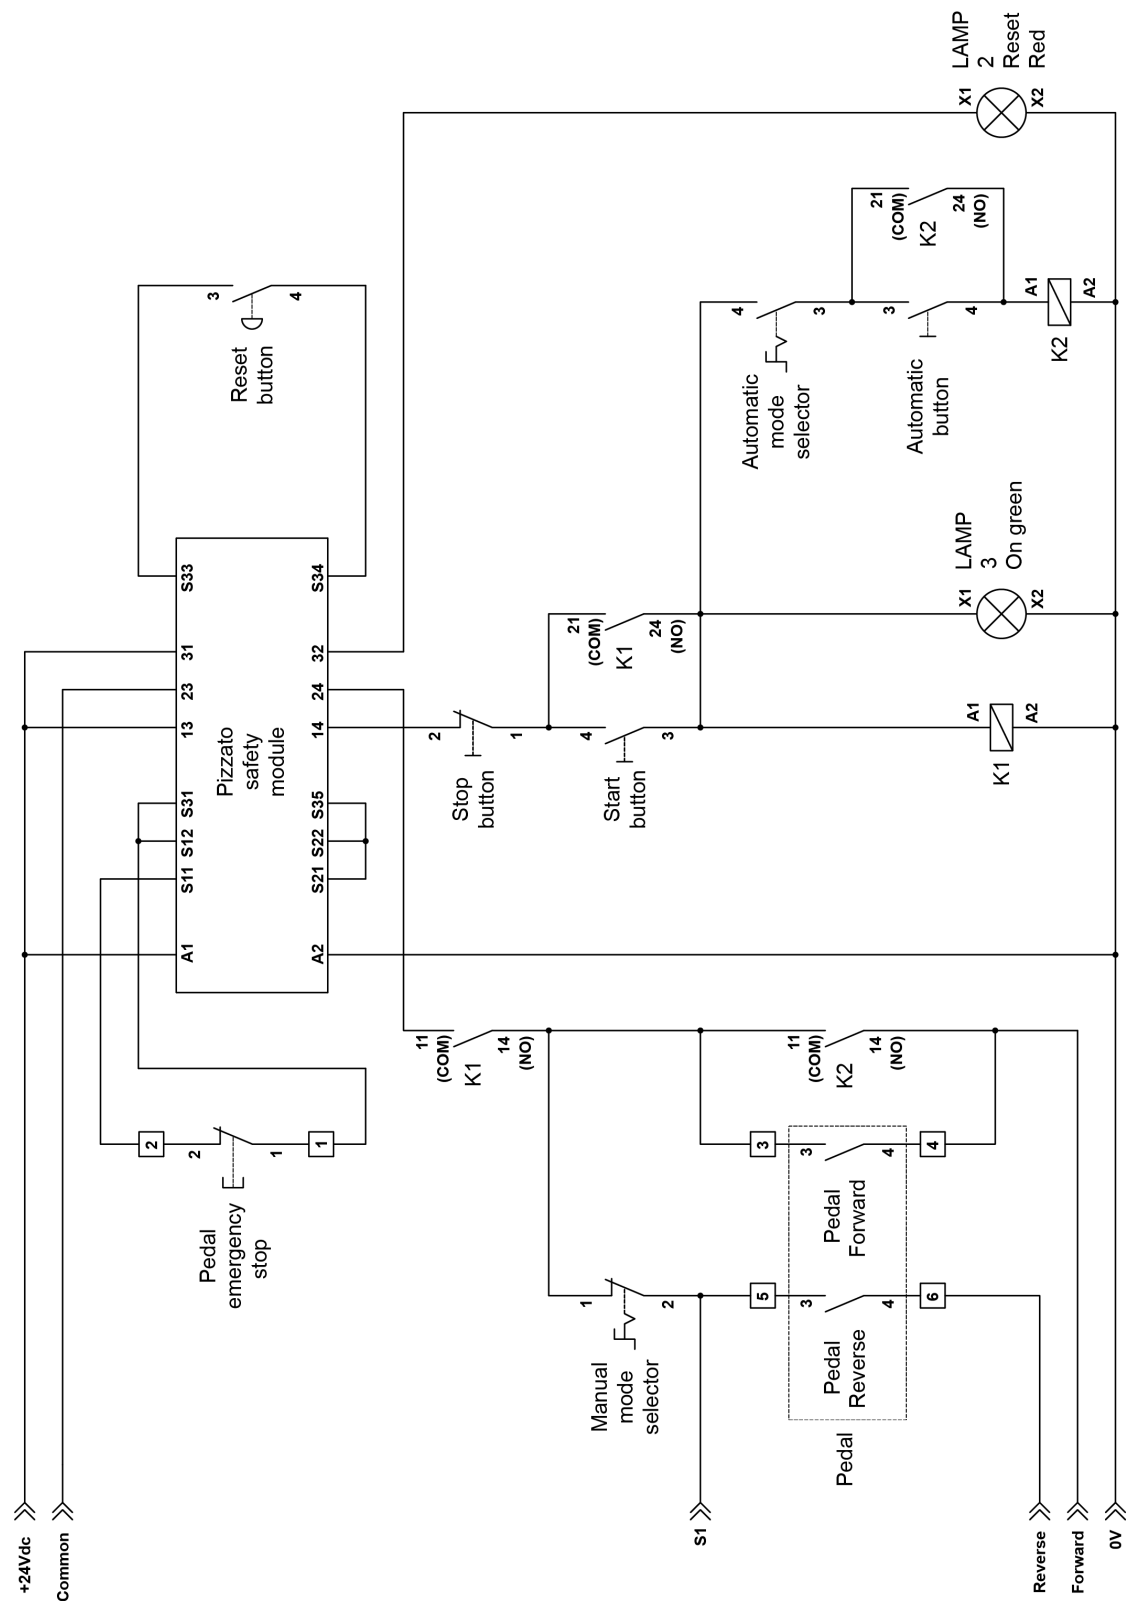 +24Vdc
Common
2
2
1
1
Pedal
emergency
stop
A1
S11
S12
S31
13
23
31
S33
Pizzato
safety
module
A2
S21
S22
S35
14
24
32
S34
3
4
Reset
button
11
(COM)
14
(NO)
K1
2
1
Stop
button
4
3
Start
button
21
(COM)
24
(NO)
K1
1
2
Manual
mode
selector
S1
4
3
Automatic
mode
selector
3
4
Automatic
button
21
(COM)
24
(NO)
K2
5
3
4
6
Pedal
Reverse
3
3
4
4
Pedal
Forward
Pedal
11
(COM)
14
(NO)
K2
A1
A2
K1
LAMP
3
On green
X1
X2
A1
A2
K2
LAMP
2
Reset
Red
X1
X2
Reverse
Forward
0V